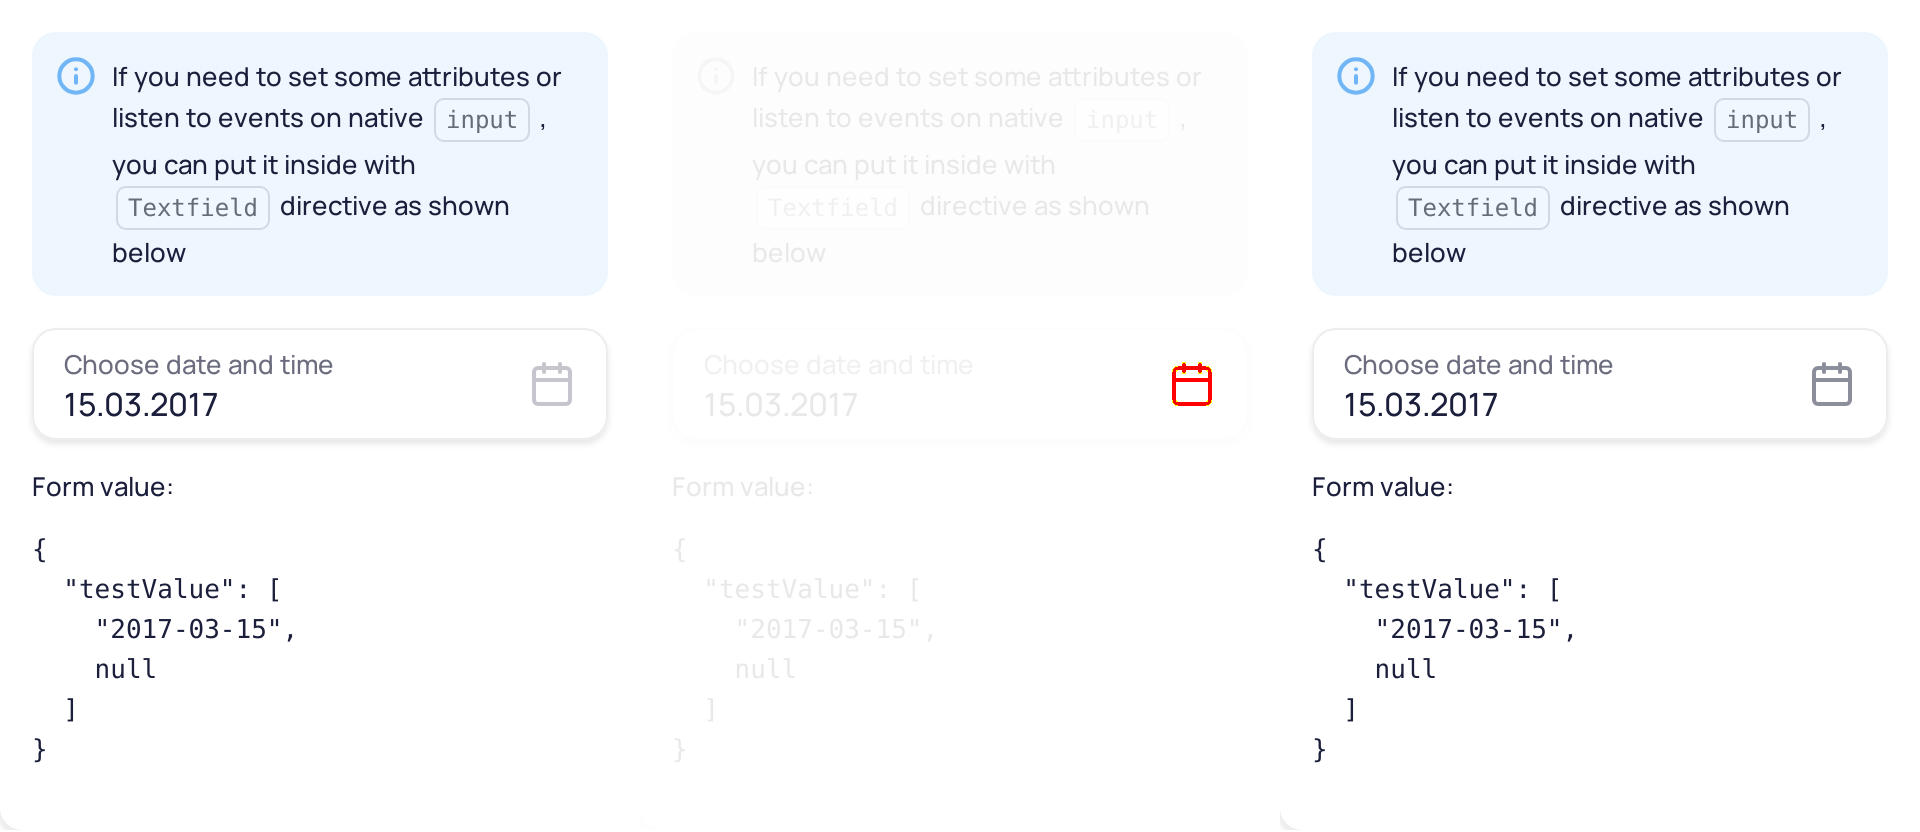 If you need to set some attributes or
listen to events on native input ,
you can put it inside with
Textfield directive as shown
below
Choose date and time
15.03.2017
Form value:
{
  "testValue": [
    "2017-03-15",
    null
  ]
}
If you need to set some attributes or
listen to events on native input ,
you can put it inside with
Textfield directive as shown
below
Choose date and time
15.03.2017
Form value:
{
  "testValue": [
    "2017-03-15",
    null
  ]
}
If you need to set some attributes or
listen to events on native input ,
you can put it inside with
Textfield directive as shown
below
Choose date and time
15.03.2017
Form value:
{
  "testValue": [
    "2017-03-15",
    null
  ]
}